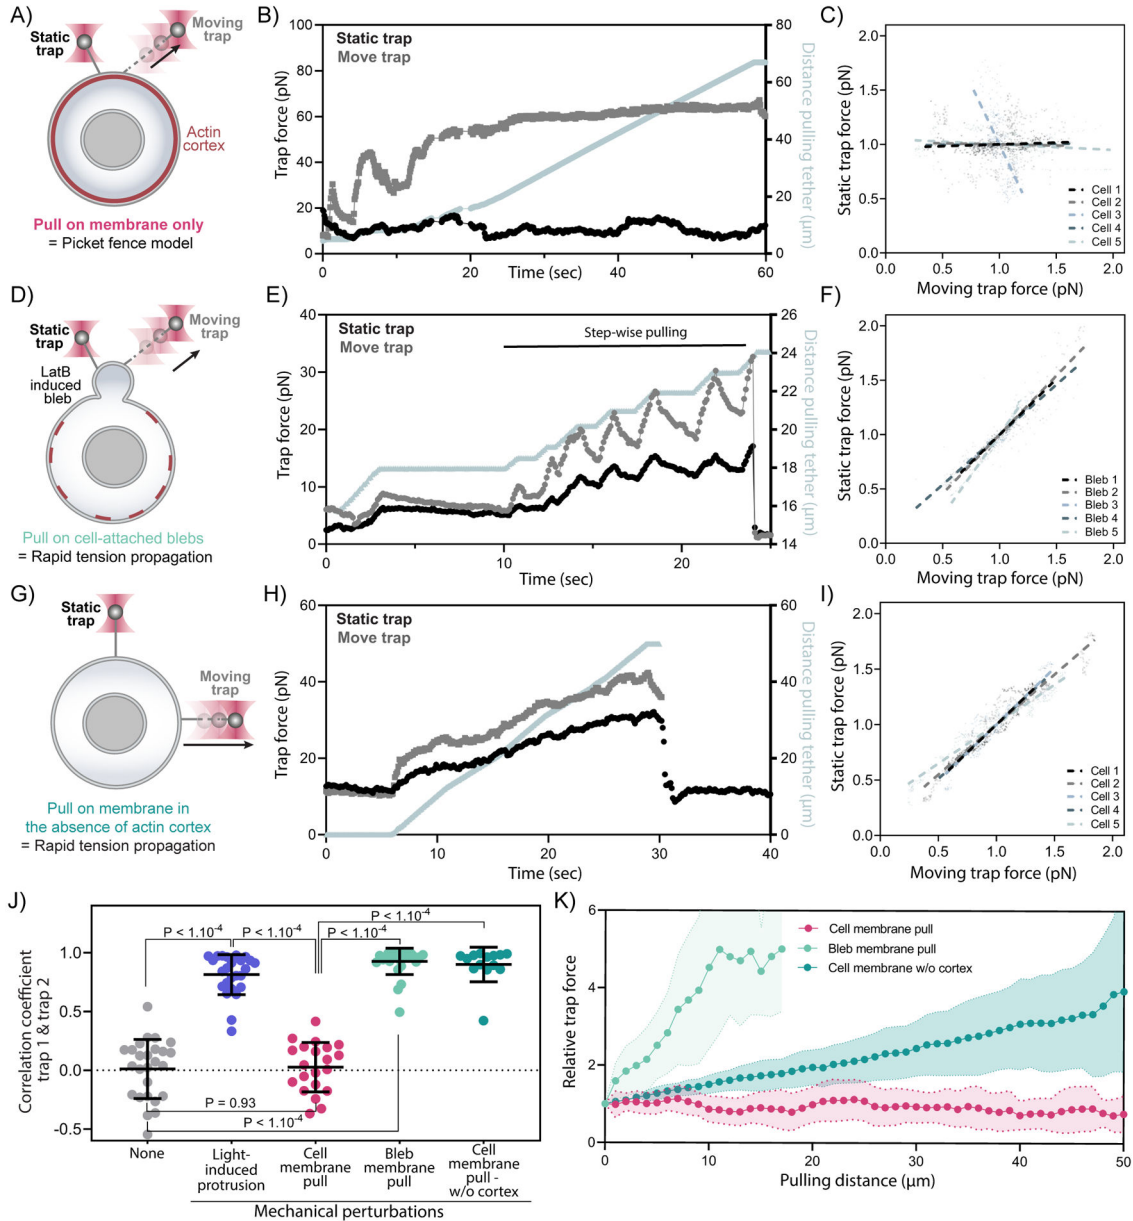 A)
Static
trap
Moving
trap
Actin
cortex
Pull on membrane only
= Picket fence model
B)
Static trap
Move trap
Trap force (pN)
100
80
60
40
20
0
0
20
40
60
Time (sec)
80
60
40
20
0
Distance pulling tether (µm)
C)
Static trap force (pN)
2.0
1.5
1.0
0.5
0.0
0.0
0.5
1.0
1.5
2.0
Moving trap force (pN)
Cell 1
Cell 2
Cell 3
Cell 4
Cell 5
D)
Static
trap
Moving
trap
LatB
induced
bleb
Pull on cell-attached blebs
= Rapid tension propagation
E)
Static trap
Move trap
Step-wise pulling
Trap force (pN)
40
30
20
10
0
0
10
20
Time (sec)
26
24
22
20
18
16
14
Distance pulling tether (µm)
F)
Static trap force (pN)
2.0
1.5
1.0
0.5
0.0
0.0
0.5
1.0
1.5
2.0
Moving trap force (pN)
Bleb 1
Bleb 2
Bleb 3
Bleb 4
Bleb 5
G)
Static
trap
Moving
trap
Pull on membrane in
the absence of actin cortex
= Rapid tension propagation
H)
Static trap
Move trap
Trap force (pN)
60
40
20
0
0
10
20
30
40
Time (sec)
60
40
20
0
Distance pulling tether (µm)
I)
Static trap force (pN)
2.0
1.5
1.0
0.5
0.0
0.0
0.5
1.0
1.5
2.0
Moving trap force (pN)
Cell 1
Cell 2
Cell 3
Cell 4
Cell 5
J)
Correlation coefficient
trap 1 & trap 2
1.0
0.5
0.0
-0.5
P < 1.10-4
P < 1.10-4
P < 1.10-4
P < 1.10-4
P = 0.93
P < 1.10-4
None
Light-
induced
protrusion
Cell
membrane
pull
Bleb
membrane
pull
Cell
membrane
pull -
w/o cortex
Mechanical perturbations
K)
Relative trap force
6
4
2
0
0
10
20
30
40
50
Pulling distance (µm)
Cell membrane pull
Bleb membrane pull
Cell membrane w/o cortex